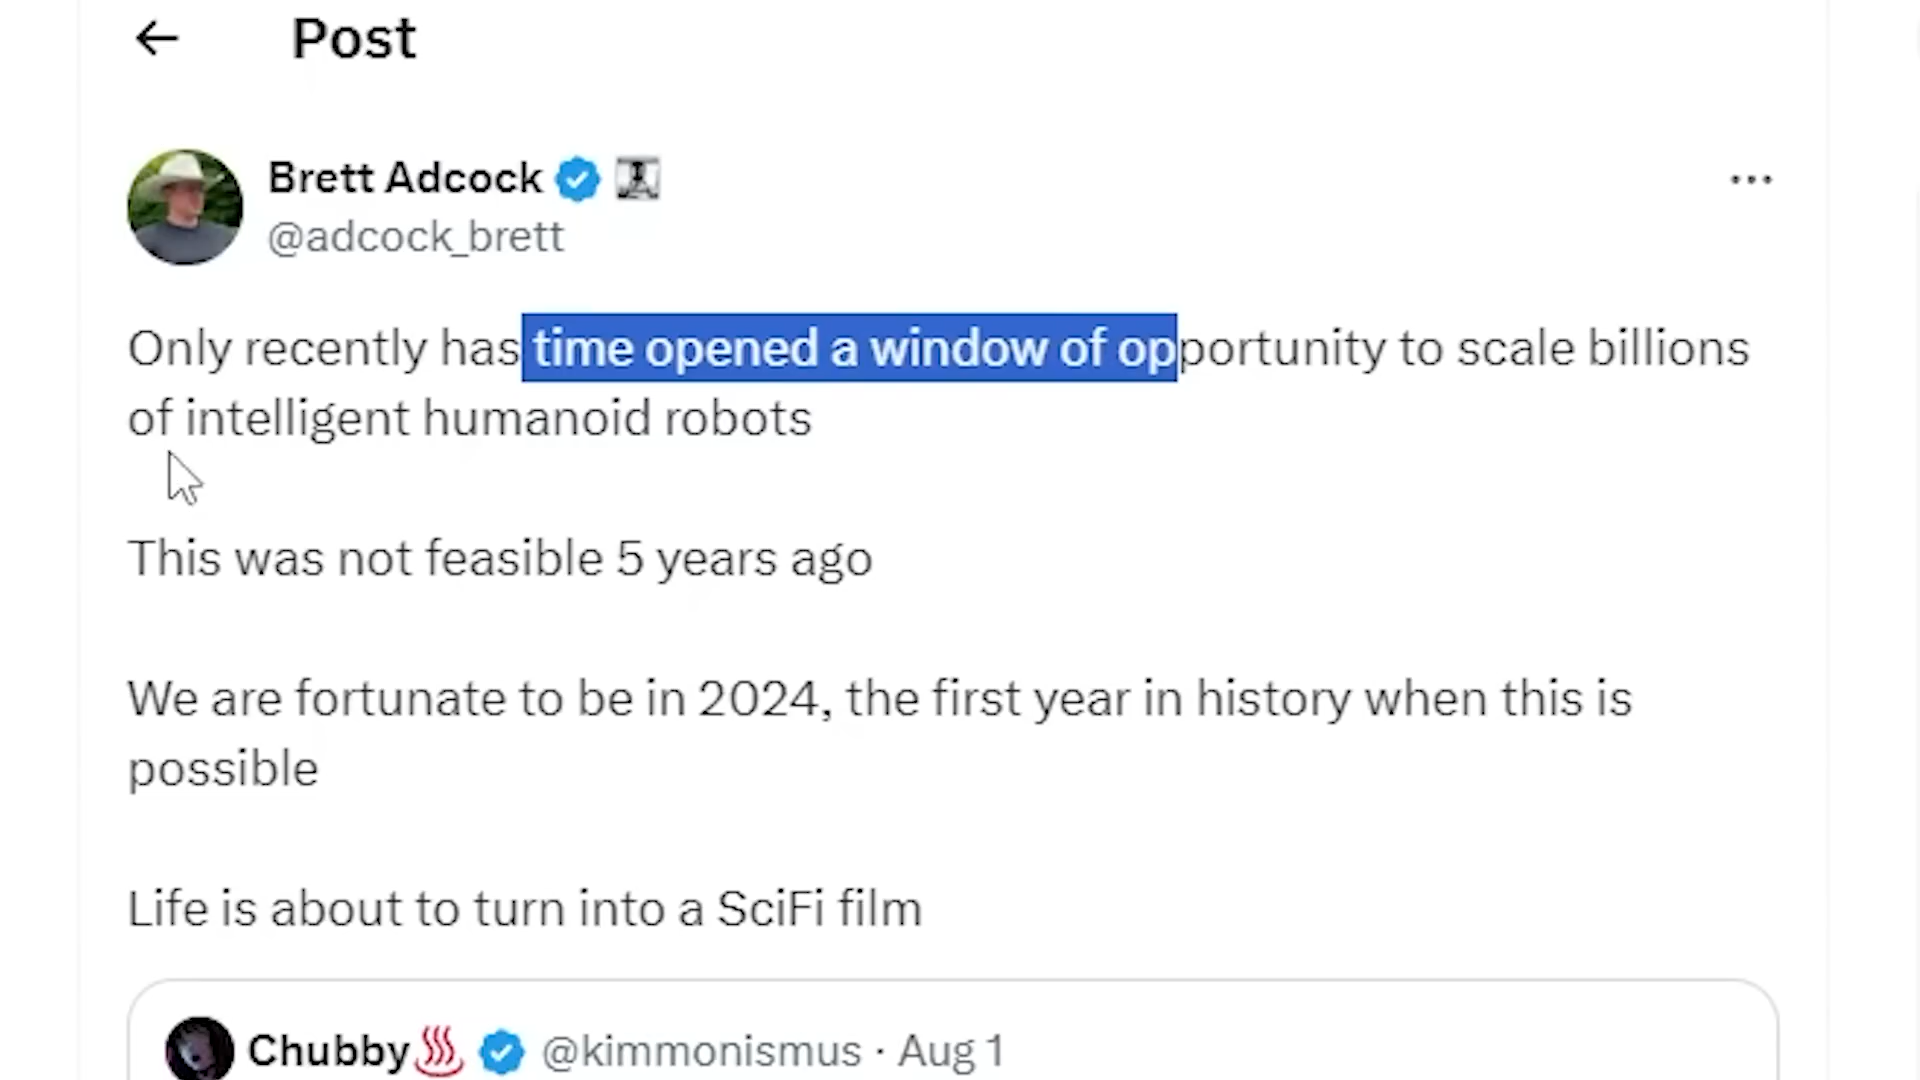 Post
Brett Adcock
@adcock_brett
Only recently has time opened a window of opportunity to scale billions
of intelligent humanoid robots
This was not feasible 5 years ago
We are fortunate to be in 2024, the first year in history when this is
possible
Life is about to turn into a SciFi film
Chubby♨️ @kimmonismus · Aug 1